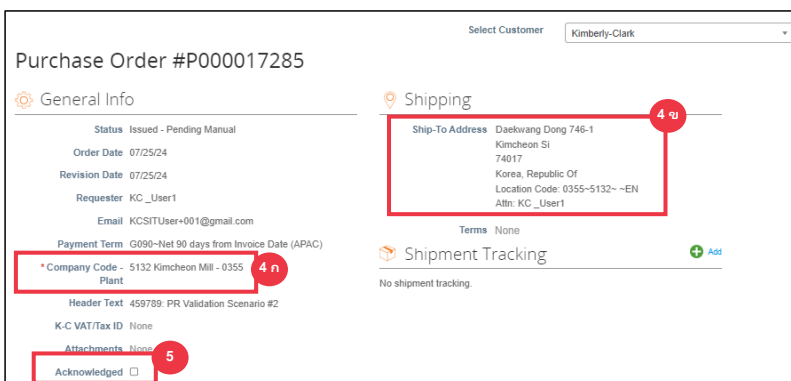 Select Customer Kimberly-Clark
Purchase Order #P000017285
General Info
Status Issued - Pending Manual
Order Date 07/25/24
Revision Date 07/25/24
Requester KC _User1
Email KCSITUser+001@gmail.com
Payment Term G090~Net 90 days from Invoice Date (APAC)
* Company Code - Plant 5132 Kimcheon Mill - 0355
4 ก
Header Text 459789: PR Validation Scenario #2
K-C VAT/Tax ID None
Attachments None
5
Acknowledged
Shipping
4 ข
Ship-To Address Daekwang Dong 746-1
Kimcheon Si
74017
Korea, Republic Of
Location Code: 0355~5132~ ~EN
Attn: KC _User1
Terms None
Shipment Tracking
Add
No shipment tracking.